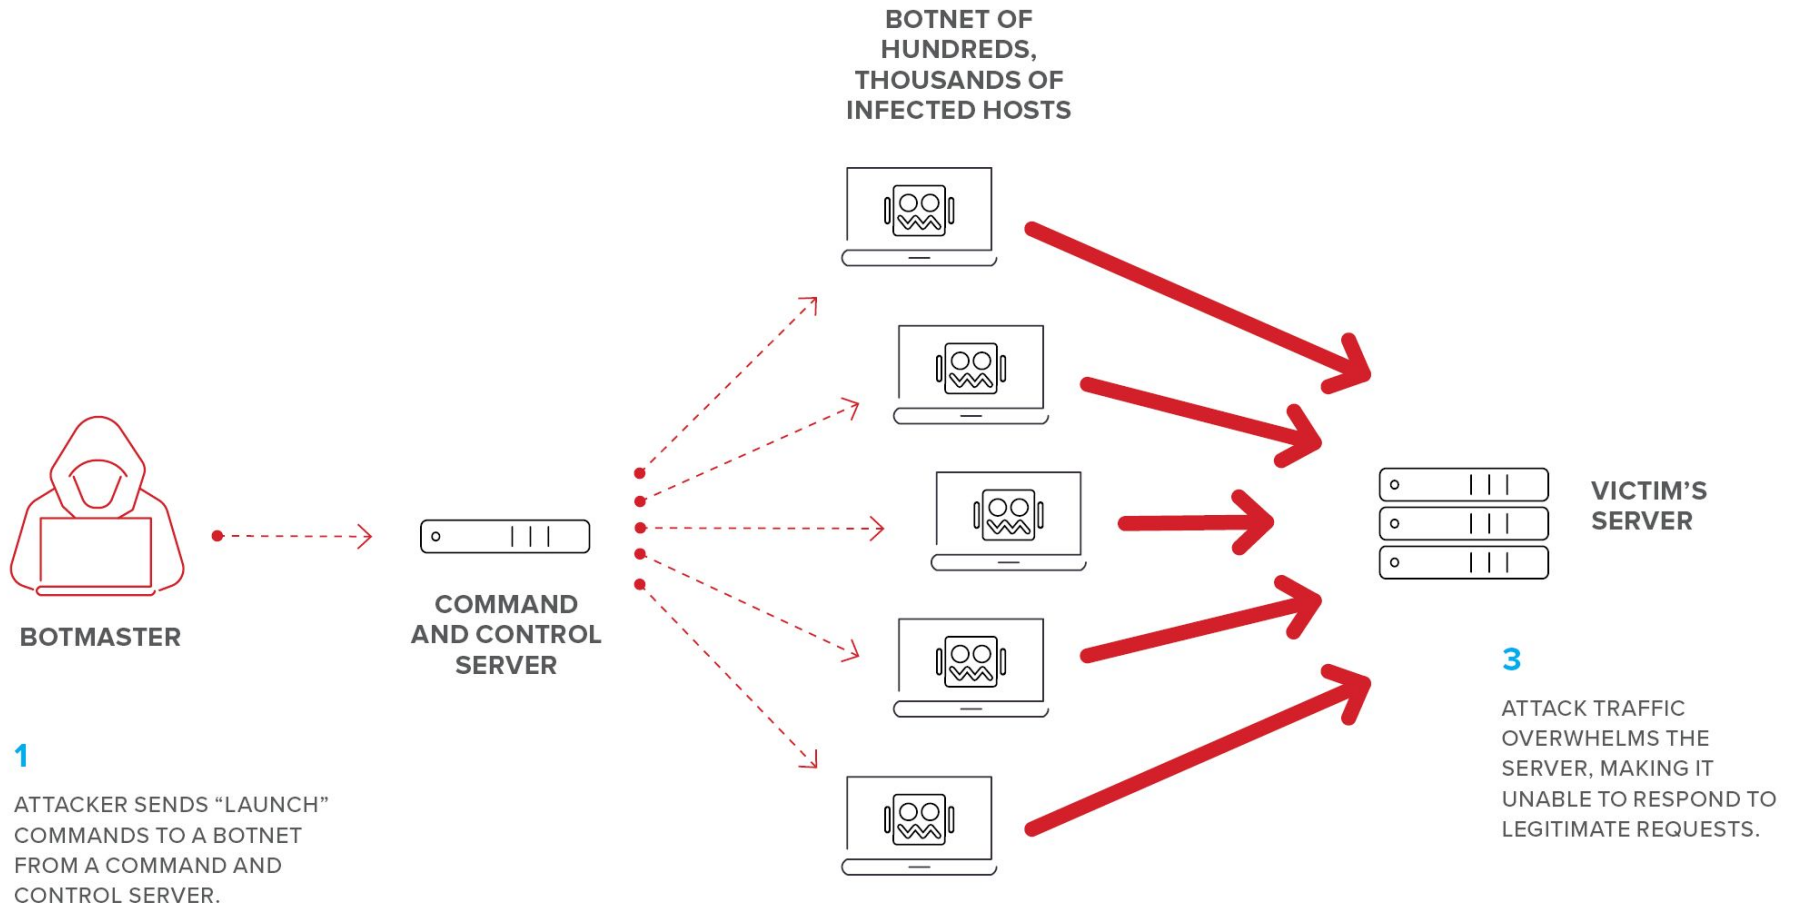 BOTNET OF
HUNDREDS,
THOUSANDS OF
INFECTED HOSTS
BOTMASTER
COMMAND
AND CONTROL
SERVER
VICTIM’S
SERVER
1
ATTACKER SENDS “LAUNCH”
COMMANDS TO A BOTNET
FROM A COMMAND AND
CONTROL SERVER.
3
ATTACK TRAFFIC
OVERWHELMS THE
SERVER, MAKING IT
UNABLE TO RESPOND TO
LEGITIMATE REQUESTS.